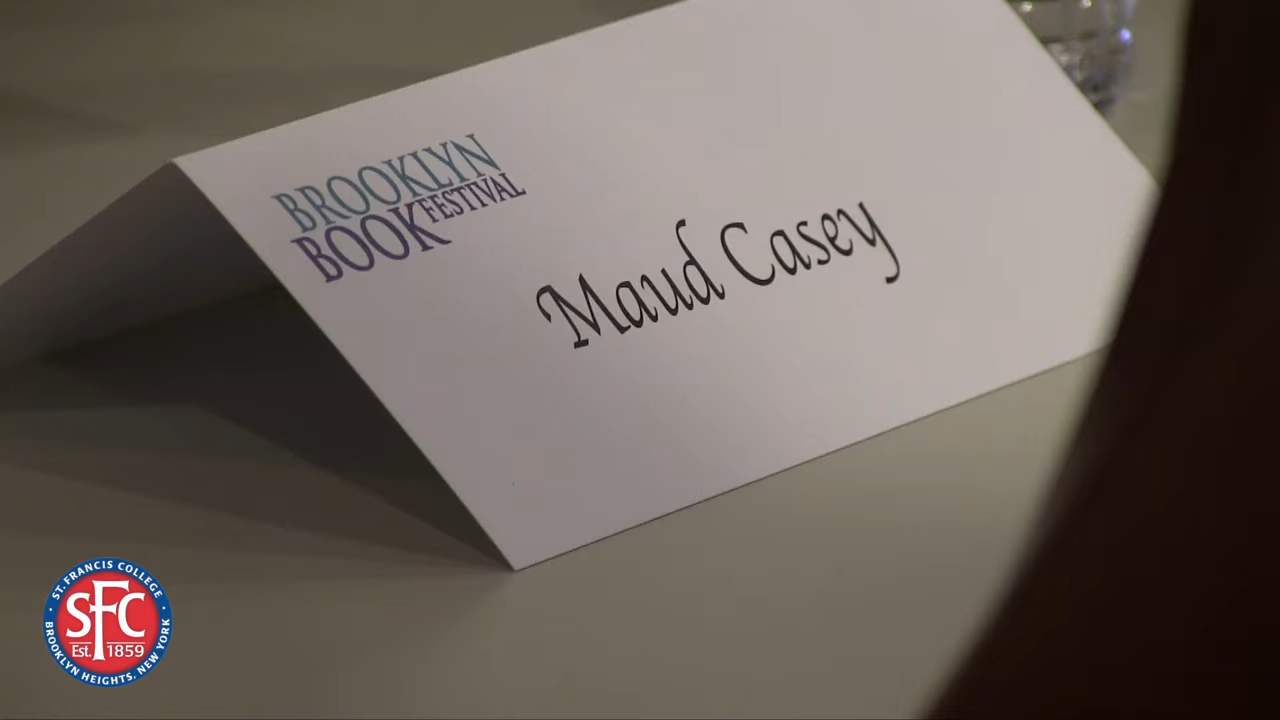 BROOKLYN
BOOK FESTIVAL
Maud Casey
ST. FRANCIS COLLEGE
SFC
Est. 1859
BROOKLYN HEIGHTS, NEW YORK